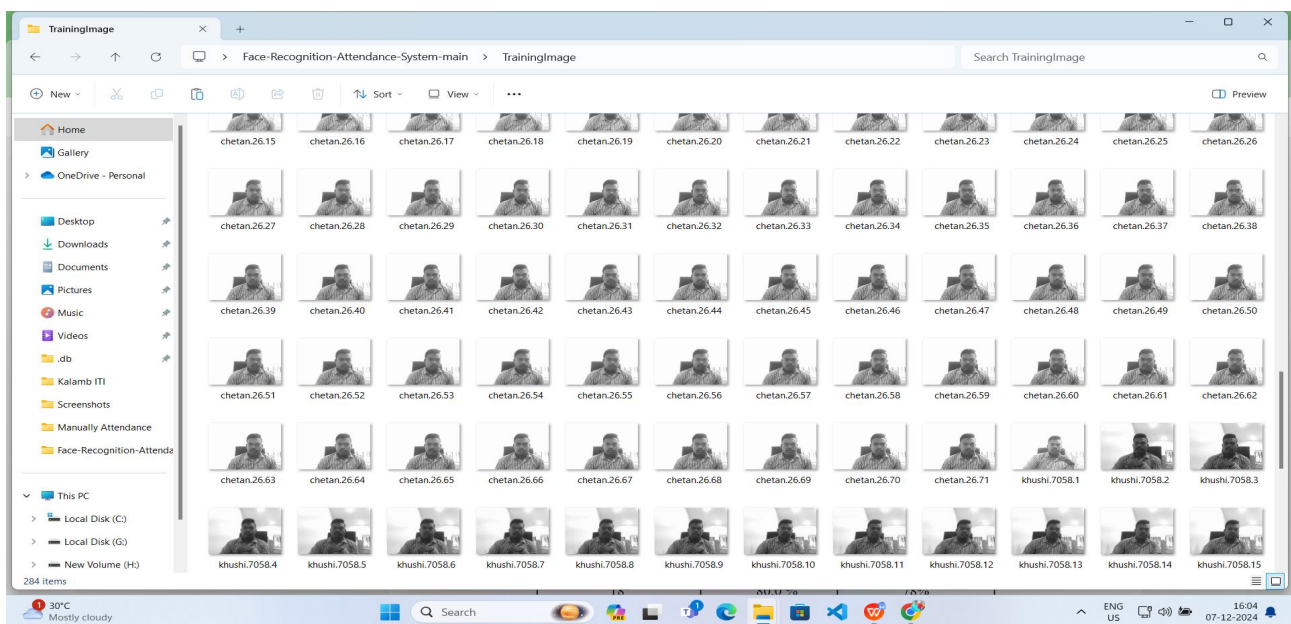 TrainingImage
Face-Recognition-Attendance-System-main > TrainingImage
Search TrainingImage
New
Sort
View
Preview
Home
Gallery
OneDrive - Personal
Desktop
Downloads
Documents
Pictures
Music
Videos
.db
Kalamb ITI
Screenshots
Manually Attendance
Face-Recognition-Attenda
This PC
Local Disk (C:)
Local Disk (G:)
New Volume (H:)
chetan.26.15 chetan.26.16 chetan.26.17 chetan.26.18 chetan.26.19 chetan.26.20 chetan.26.21 chetan.26.22 chetan.26.23 chetan.26.24 chetan.26.25 chetan.26.26
chetan.26.27 chetan.26.28 chetan.26.29 chetan.26.30 chetan.26.31 chetan.26.32 chetan.26.33 chetan.26.34 chetan.26.35 chetan.26.36 chetan.26.37 chetan.26.38
chetan.26.39 chetan.26.40 chetan.26.41 chetan.26.42 chetan.26.43 chetan.26.44 chetan.26.45 chetan.26.46 chetan.26.47 chetan.26.48 chetan.26.49 chetan.26.50
chetan.26.51 chetan.26.52 chetan.26.53 chetan.26.54 chetan.26.55 chetan.26.56 chetan.26.57 chetan.26.58 chetan.26.59 chetan.26.60 chetan.26.61 chetan.26.62
chetan.26.63 chetan.26.64 chetan.26.65 chetan.26.66 chetan.26.67 chetan.26.68 chetan.26.69 chetan.26.70 chetan.26.71 khushi.7058.1 khushi.7058.2 khushi.7058.3
khushi.7058.4 khushi.7058.5 khushi.7058.6 khushi.7058.7 khushi.7058.8 khushi.7058.9 khushi.7058.10 khushi.7058.11 khushi.7058.12 khushi.7058.13 khushi.7058.14 khushi.7058.15
284 items
1
30°C
Mostly cloudy
Search
PRE
1
ENG
US
16:04
07-12-2024